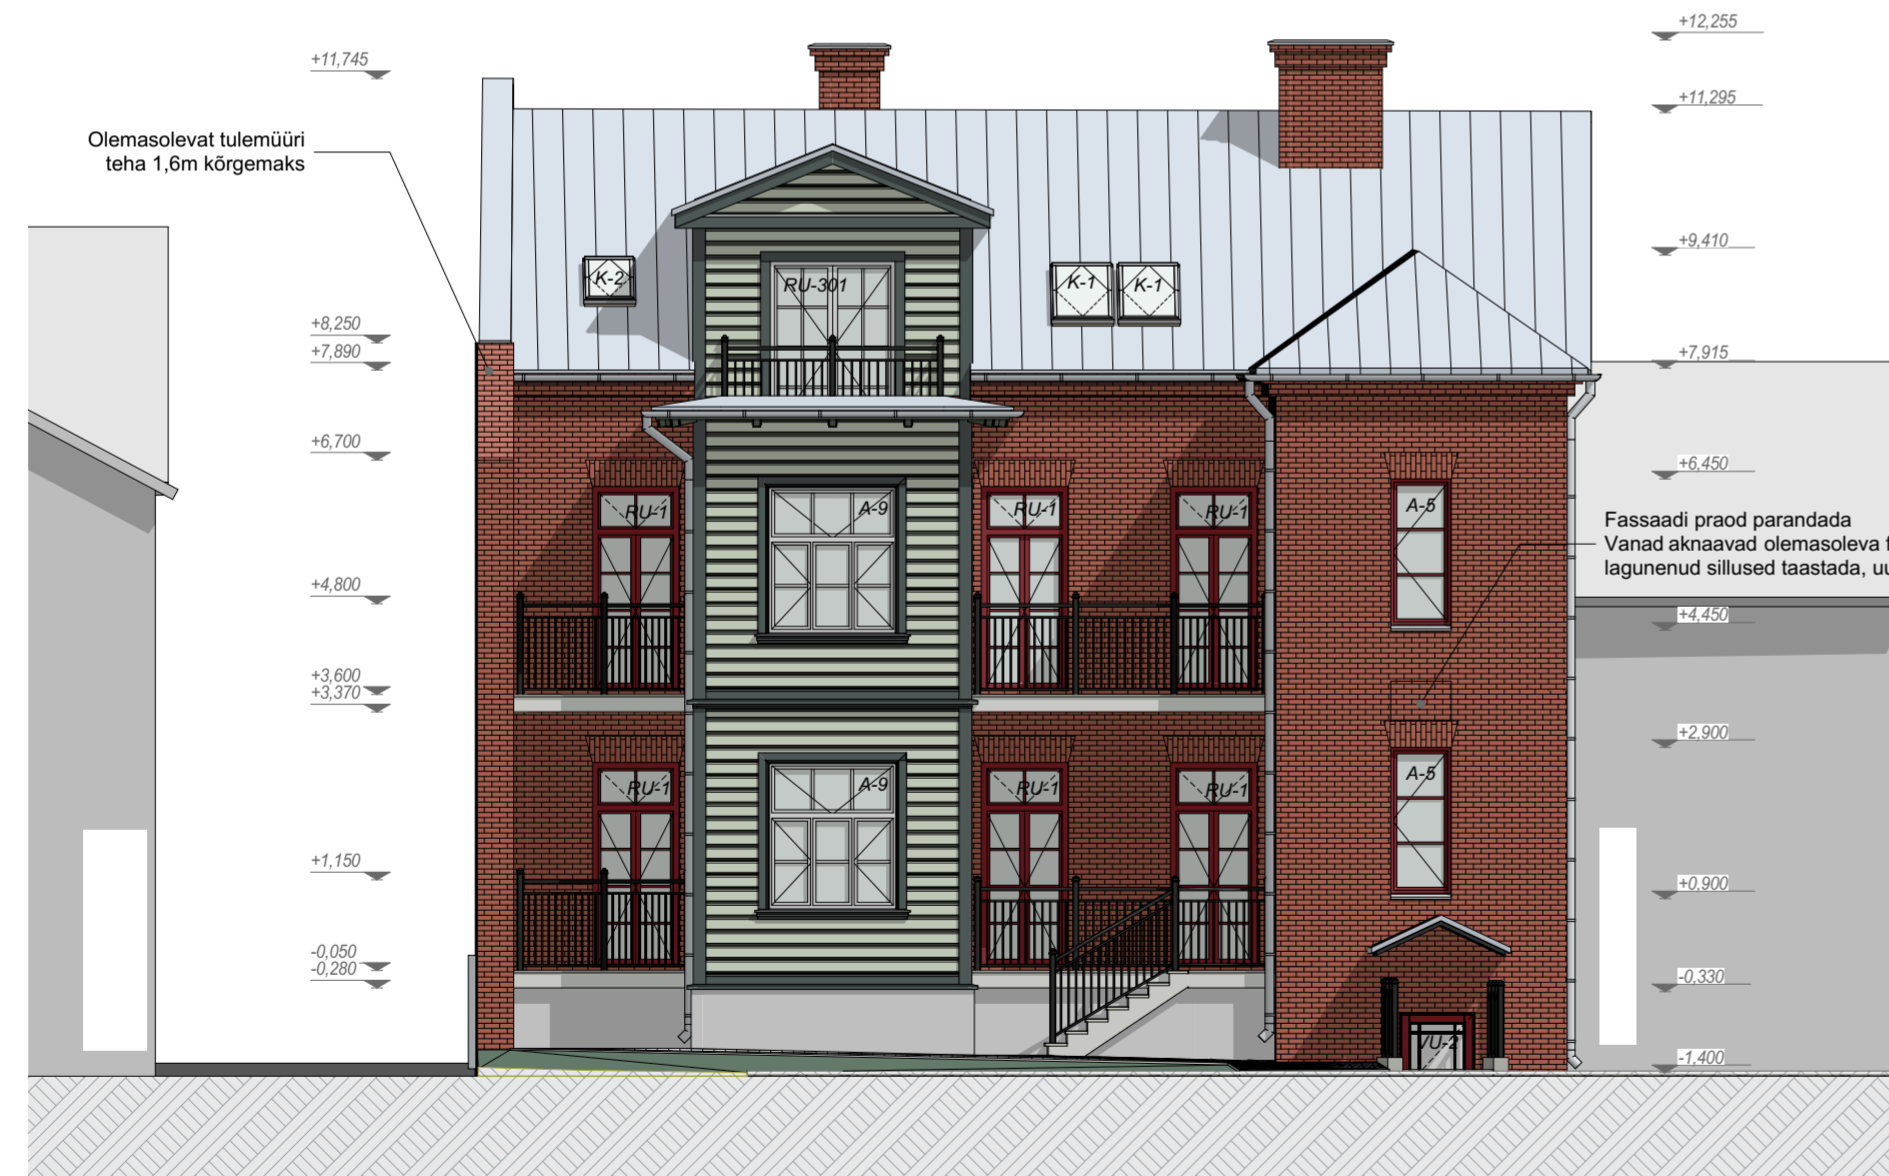 +12,255
+11,745
+11,295
Olemasolevat tulemüüri
teha 1,6m kõrgemaks
+9,410
K-2
RU-301
K-1
K-1
+8,250
+7,890
+7,915
+6,700
+6,450
RU-1
A-9
RU-1
RU-1
A-5
Fassaadi praod parandada
Vanad aknaavad olemasoleva
lagunenud sillused taastada,
+4,800
+4,450
+3,600
+3,370
+2,900
RU-1
A-9
RU-1
RU-1
A-5
+1,150
+0,900
-0,050
-0,280
-0,330
-1,400